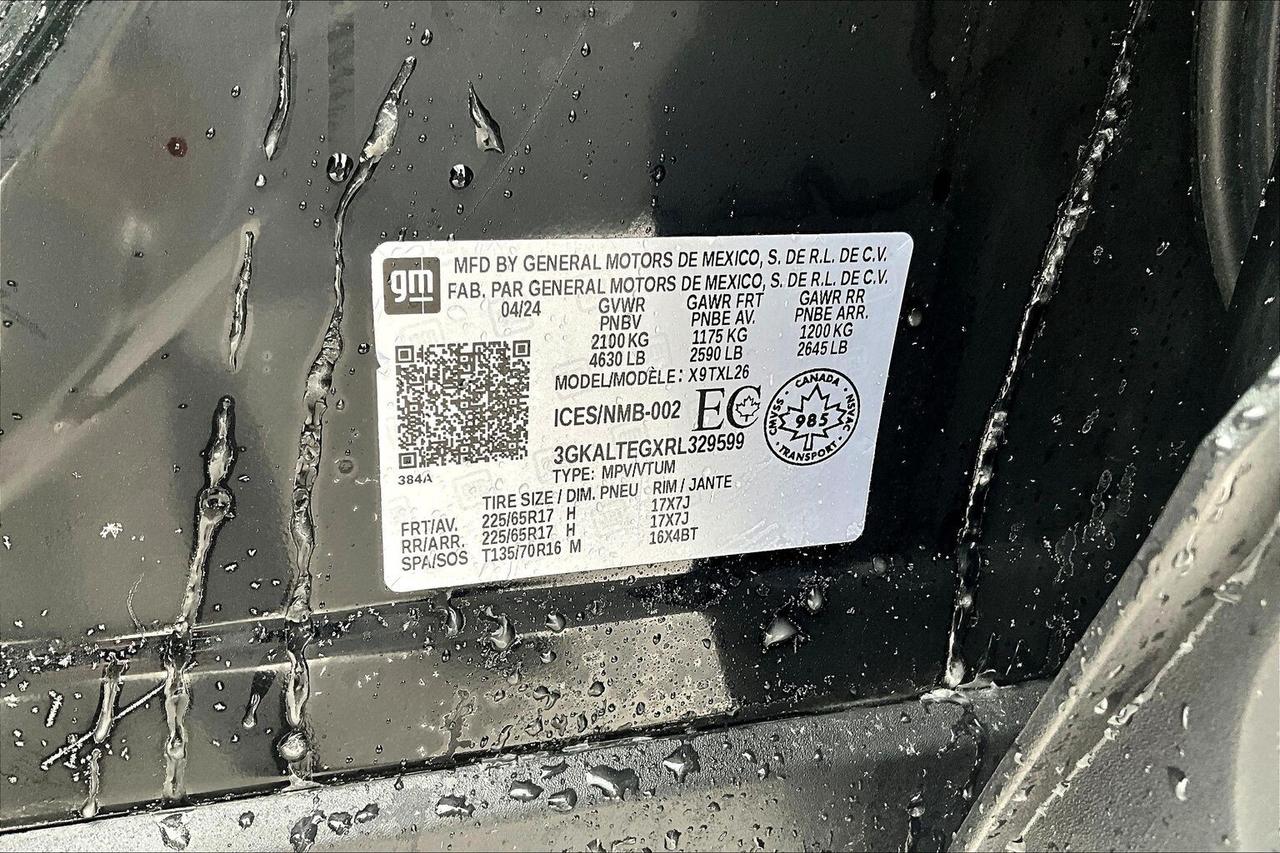 gm
MFD BY GENERAL MOTORS DE MEXICO, S. DE R.L. DE C.V.
FAB. PAR GENERAL MOTORS DE MEXICO, S. DE R.L. DE C.V.
04/24 GVWR GAWR FRT GAWR RR
PNBV PNBE AV. PNBE ARR.
2100 KG 1175 KG 1200 KG
4630 LB 2590 LB 2645 LB
MODEL/MODÈLE: X9TXL26
ICES/NMB-002 EC
CANADA
NSVAC
985
SVMNS
TRANSPORT
3GKALTEGXRL329599
384A
TYPE: MPV/VTUM
TIRE SIZE / DIM. PNEU RIM / JANTE
FRT/AV. 225/65R17 H 17X7J
RR/ARR. 225/65R17 H 17X7J
SPA/SOS T135/70R16 M 16X4BT